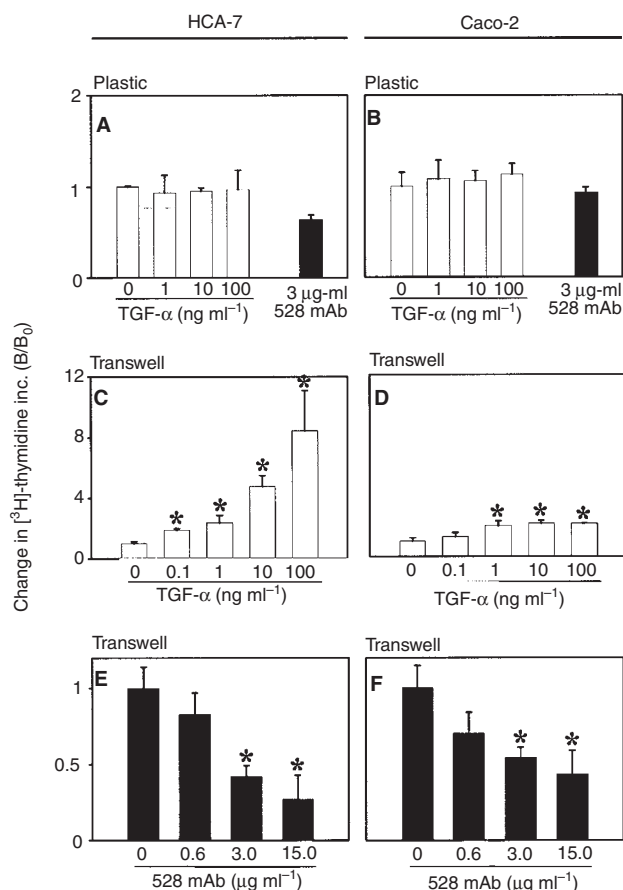 HCA-7
Caco-2
Change in [³H]-thymidine inc. (B/B₀)
Plastic
A
2
1
0
0 1 10 100
TGF-α (ng ml⁻¹)
3 μg-ml
528 mAb
B
0 1 10 100
TGF-α (ng ml⁻¹)
3 μg-ml
528 mAb
Transwell
C
12
8
4
0
* * * *
0 0.1 1 10 100
TGF-α (ng ml⁻¹)
Transwell
D
* * *
0 0.1 1 10 100
TGF-α (ng ml⁻¹)
Transwell
E
1
0.5
0
* *
0 0.6 3.0 15.0
528 mAb (μg ml⁻¹)
Transwell
F
* *
0 0.6 3.0 15.0
528 mAb (μg ml⁻¹)
Plastic